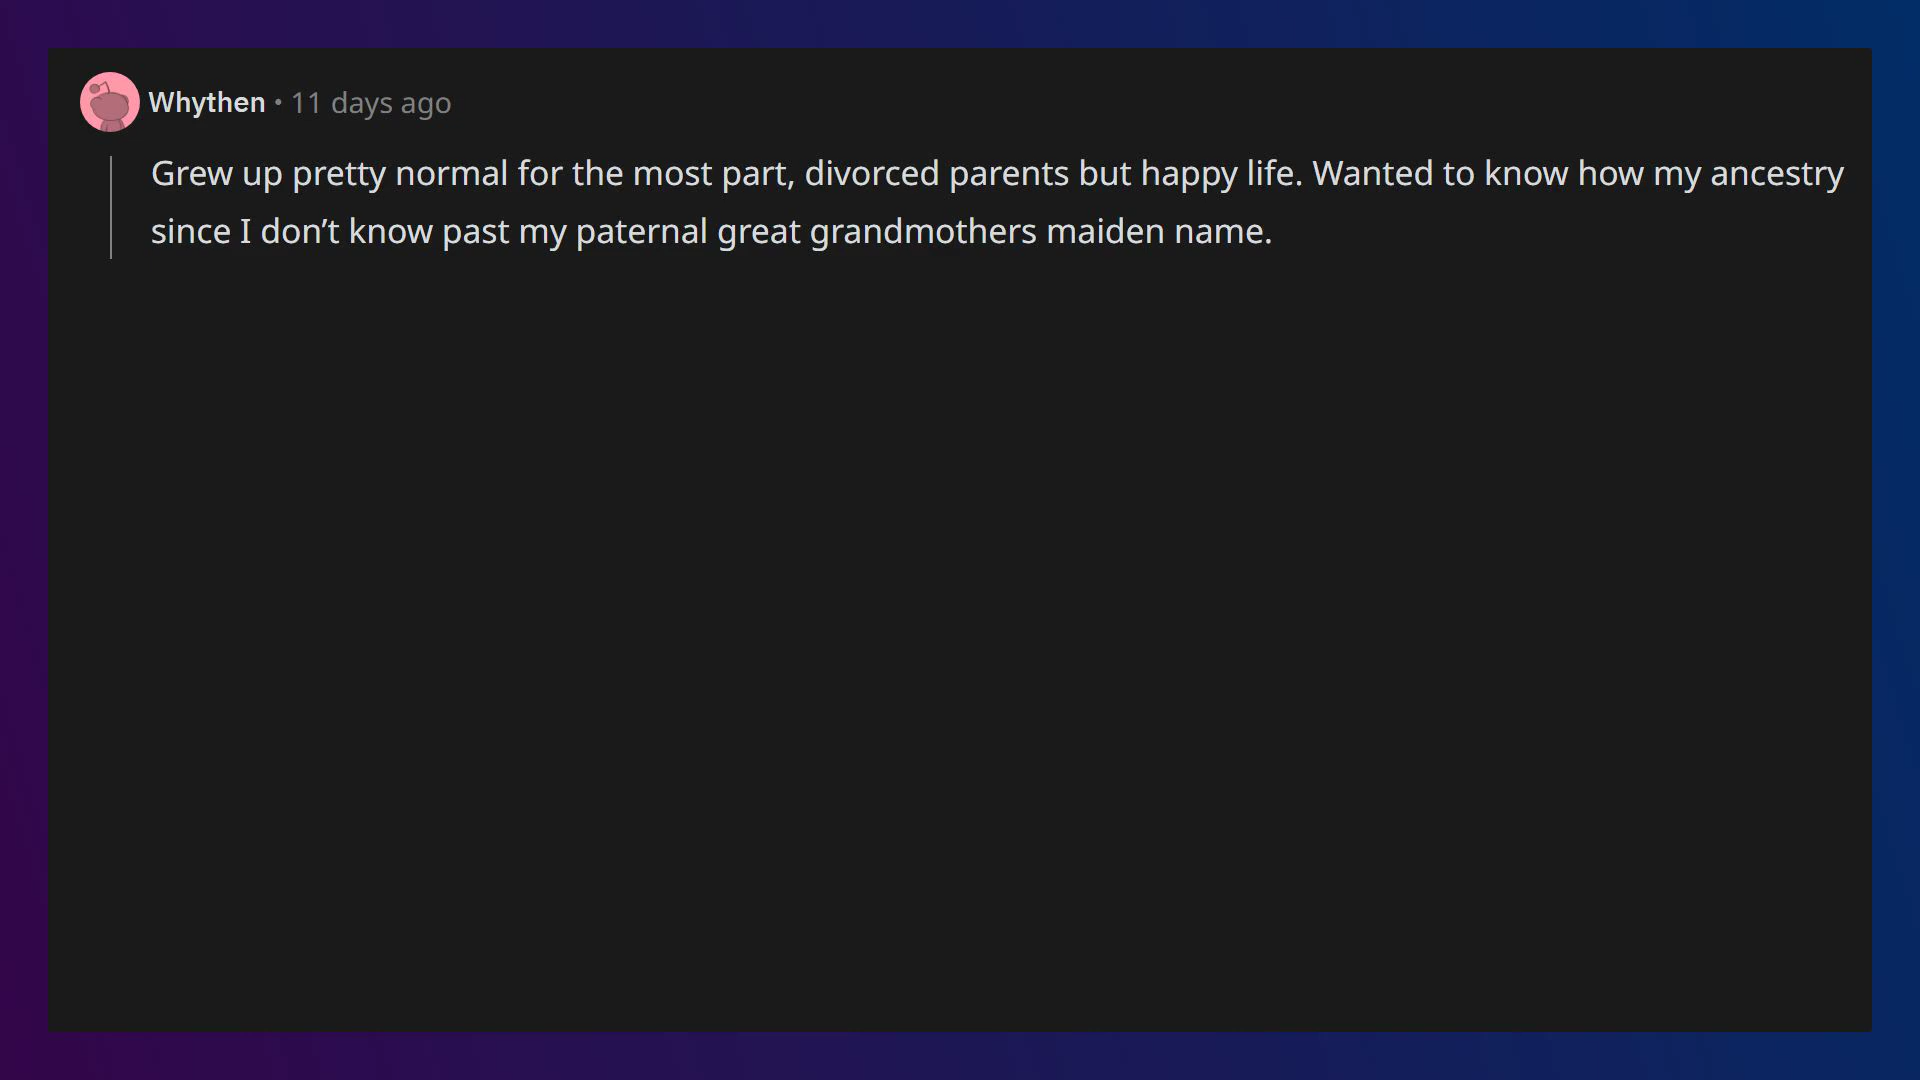 Whythen • 11 days ago
Grew up pretty normal for the most part, divorced parents but happy life. Wanted to know how my ancestry
since I don’t know past my paternal great grandmothers maiden name.